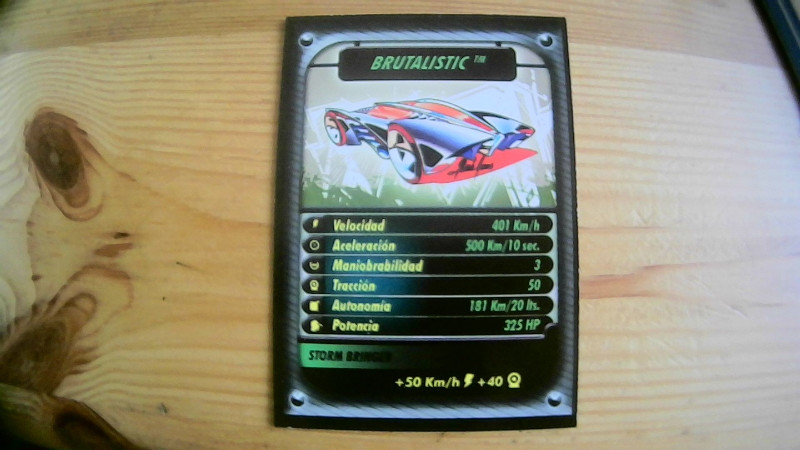 BRUTALISTIC ™
Velocidad 401 Km/h
Aceleración 500 Km/10 sec.
Maniobrabilidad 3
Tracción 50
Autonomía 181 Km/20 lts.
Potencia 325 HP
STORM BRINGER
+50 Km/h +40